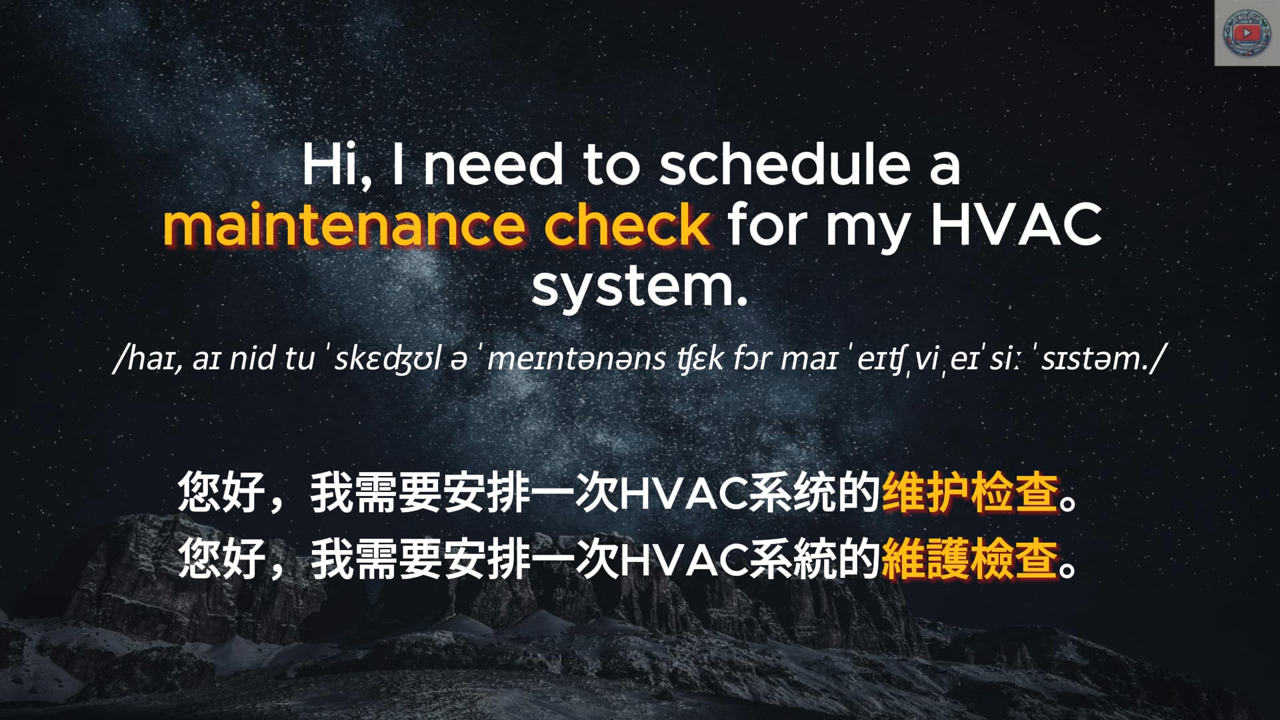 Hi, I need to schedule a
maintenance check for my HVAC
system.
/haɪ, aɪ nid tu ˈskɛʤʊl ə ˈmeɪntənəns ʧɛk fɔr maɪ ˈeɪʧˌviˌeɪˈsiː ˈsɪstəm./
您好，我需要安排一次HVAC系统的维护检查。
您好，我需要安排一次HVAC系統的維護檢查。